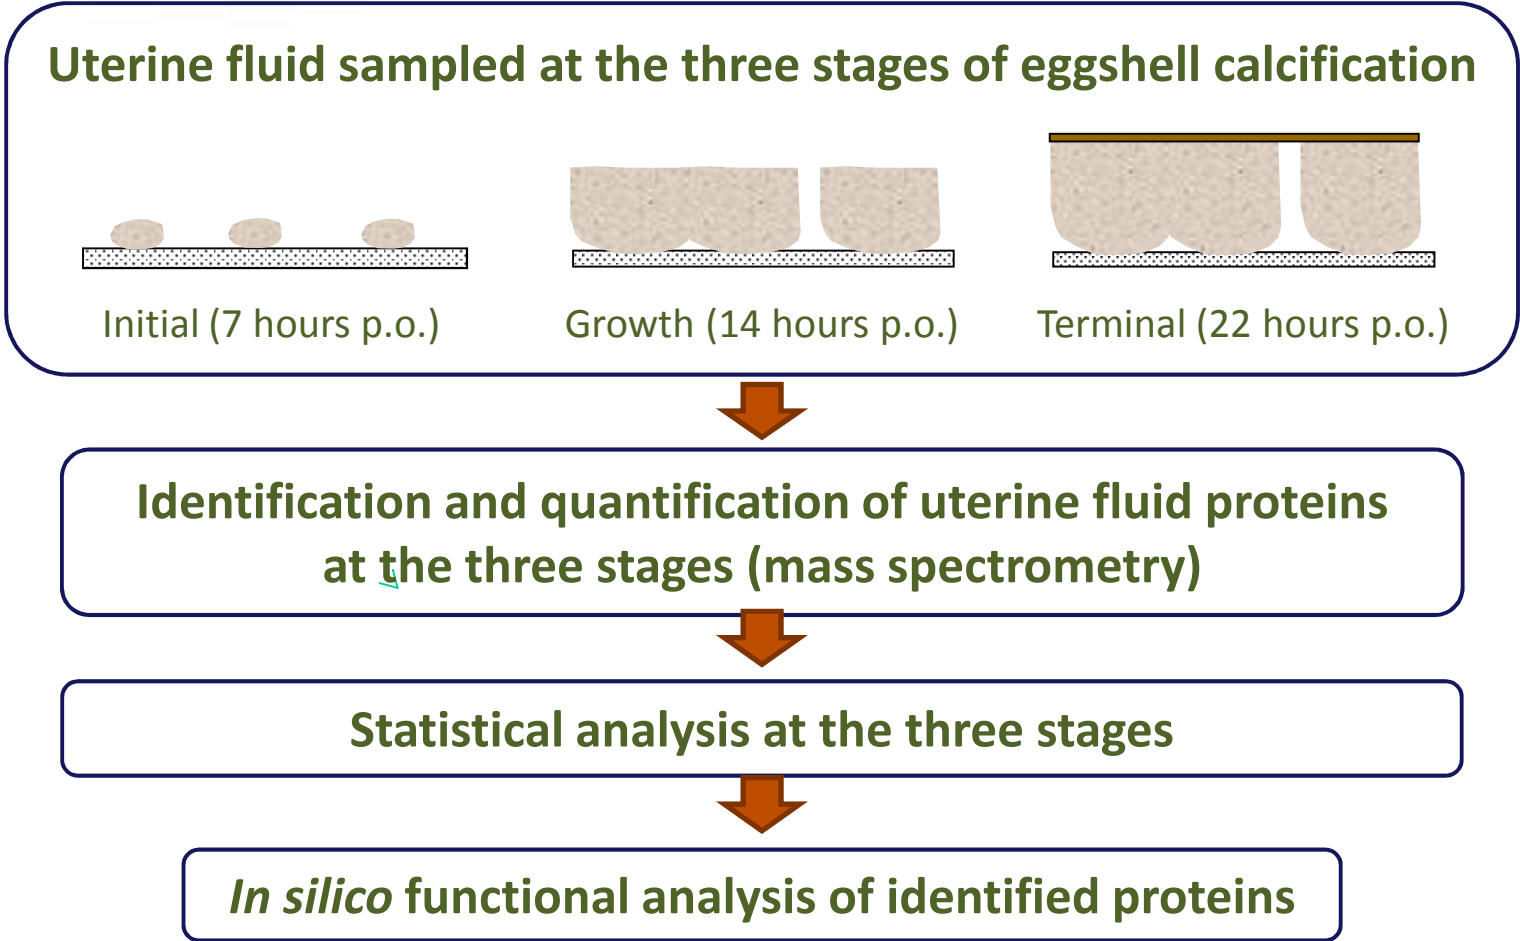 Uterine fluid sampled at the three stages of eggshell calcification
Initial (7 hours p.o.)
Growth (14 hours p.o.)
Terminal (22 hours p.o.)
Identification and quantification of uterine fluid proteins
at the three stages (mass spectrometry)
Statistical analysis at the three stages
In silico functional analysis of identified proteins